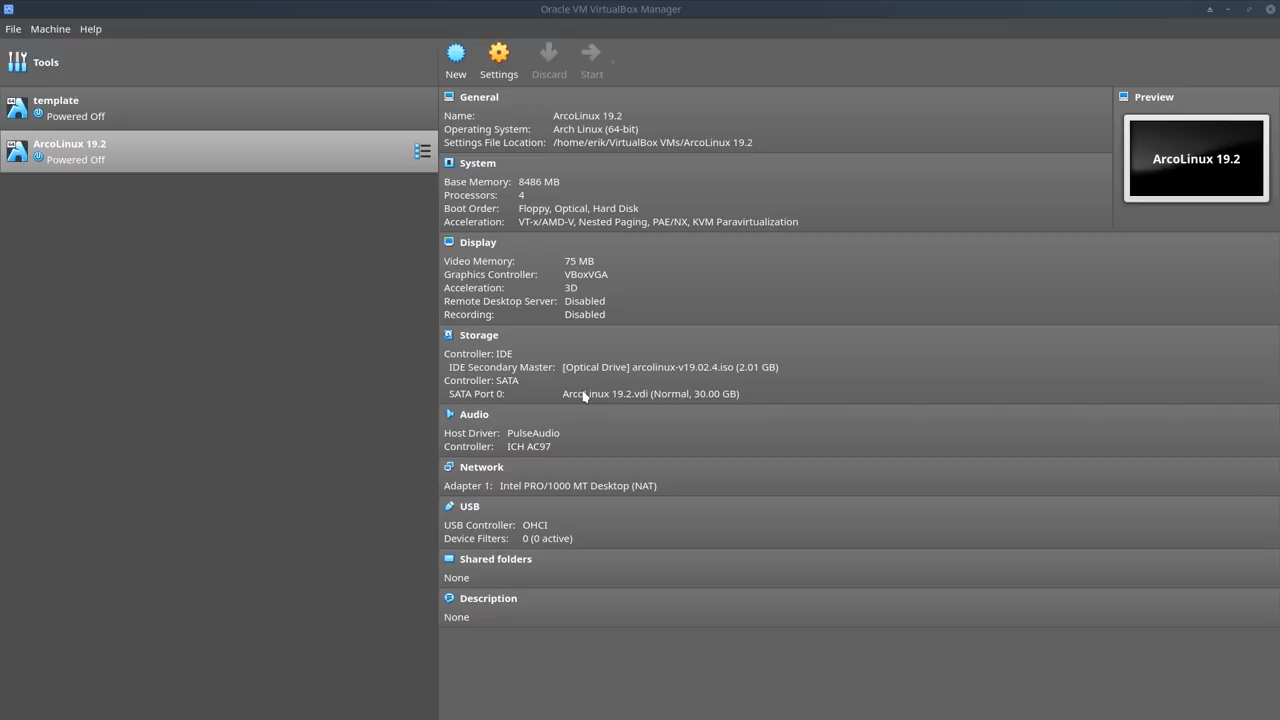 Oracle VM VirtualBox Manager
File Machine Help
Tools
New Settings Discard Start
template
Powered Off
ArcoLinux 19.2
Powered Off
General
Name: ArcoLinux 19.2
Operating System: Arch Linux (64-bit)
Settings File Location: /home/erik/VirtualBox VMs/ArcoLinux 19.2
Preview
ArcoLinux 19.2
System
Base Memory: 8486 MB
Processors: 4
Boot Order: Floppy, Optical, Hard Disk
Acceleration: VT-x/AMD-V, Nested Paging, PAE/NX, KVM Paravirtualization
Display
Video Memory: 75 MB
Graphics Controller: VBoxVGA
Acceleration: 3D
Remote Desktop Server: Disabled
Recording: Disabled
Storage
Controller: IDE
IDE Secondary Master: [Optical Drive] arcolinux-v19.02.4.iso (2.01 GB)
Controller: SATA
SATA Port 0: ArcoLinux 19.2.vdi (Normal, 30.00 GB)
Audio
Host Driver: PulseAudio
Controller: ICH AC97
Network
Adapter 1: Intel PRO/1000 MT Desktop (NAT)
USB
USB Controller: OHCI
Device Filters: 0 (0 active)
Shared folders
None
Description
None